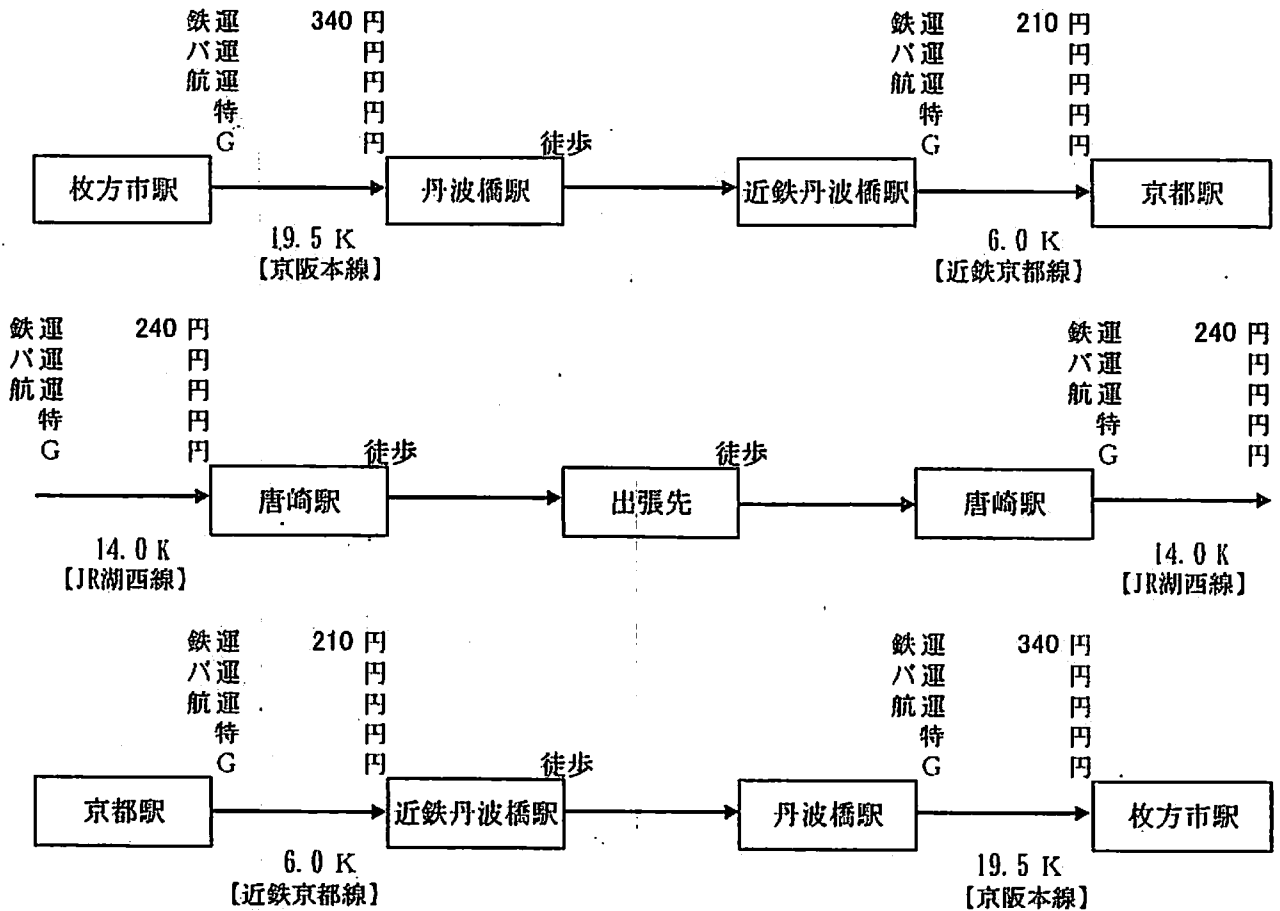 鉄運 340 円 鉄運 210 円
バ運 円 バ運 円
航運 円 航運 円
特 円 特 円
G 円 徒歩 G 円
枚方市駅 丹波橋駅 近鉄丹波橋駅 京都駅
19.5 K 6.0 K
【京阪本線】 【近鉄京都線】
鉄運 240 円 鉄運 240 円
バ運 円 バ運 円
航運 円 航運 円
特 円 特 円
G 円 徒歩 徒歩 G 円
唐崎駅 出張先 唐崎駅
14.0 K 14.0 K
【JR湖西線】 【JR湖西線】
鉄運 210 円 鉄運 340 円
バ運 円 バ運 円
航運 円 航運 円
特 円 特 円
G 円 徒歩 G 円
京都駅 近鉄丹波橋駅 丹波橋駅 枚方市駅
6.0 K 19.5 K
【近鉄京都線】 【京阪本線】